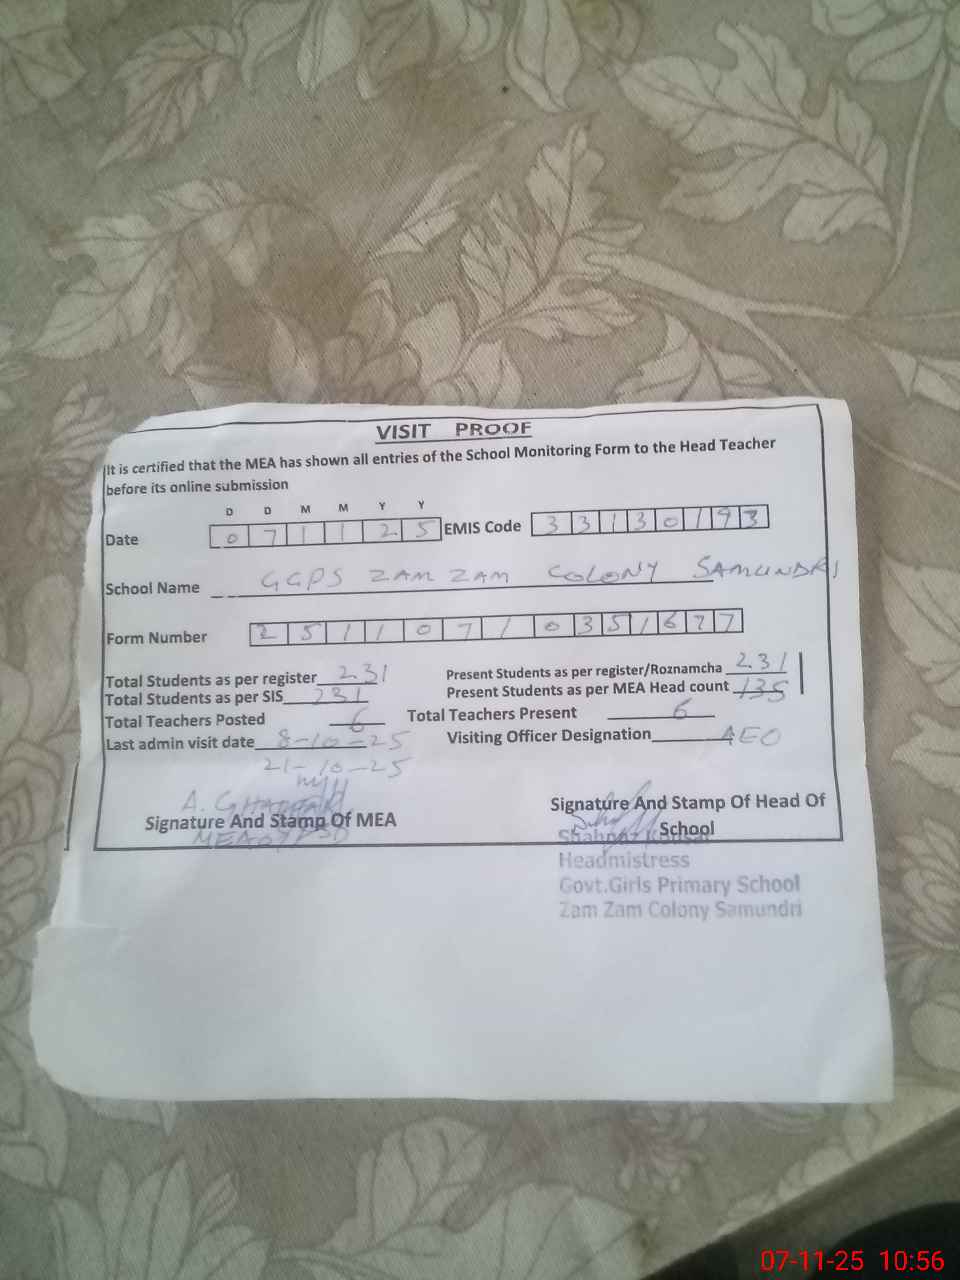 VISIT PROOF
It is certified that the MEA has shown all entries of the School Monitoring Form to the Head Teacher
before its online submission
D D M M Y Y
Date 0 7 1 1 2 5 EMIS Code 3 3 1 3 0 1 9 3
School Name GGPS ZAM ZAM COLONY SAMUNDRI
Form Number 2 5 1 1 0 7 1 0 3 5 1 6 7 7
Total Students as per register 231 Present Students as per register/Roznamcha 231
Total Students as per SIS 231 Present Students as per MEA Head count 135
Total Teachers Posted 6 Total Teachers Present 6
Last admin visit date 8-10-25 Visiting Officer Designation AEO
21-10-25
A.
Signature And Stamp Of MEA
Signature And Stamp Of Head Of
School
Shahnaz Kousar
Headmistress
Govt.Girls Primary School
Zam Zam Colony Samundri
07-11-25 10:56